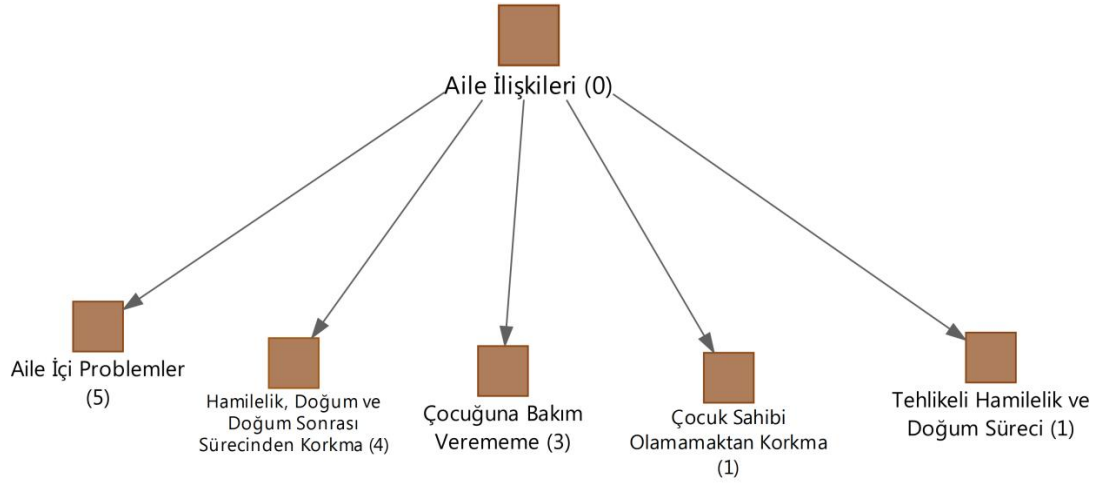 Aile İlişkileri (0)
Aile İçi Problemler
(5)
Hamilelik, Doğum ve
Doğum Sonrası
Sürecinden Korkma (4)
Çocuğuna Bakım
Verememe (3)
Çocuk Sahibi
Olamamaktan Korkma
(1)
Tehlikeli Hamilelik ve
Doğum Süreci (1)